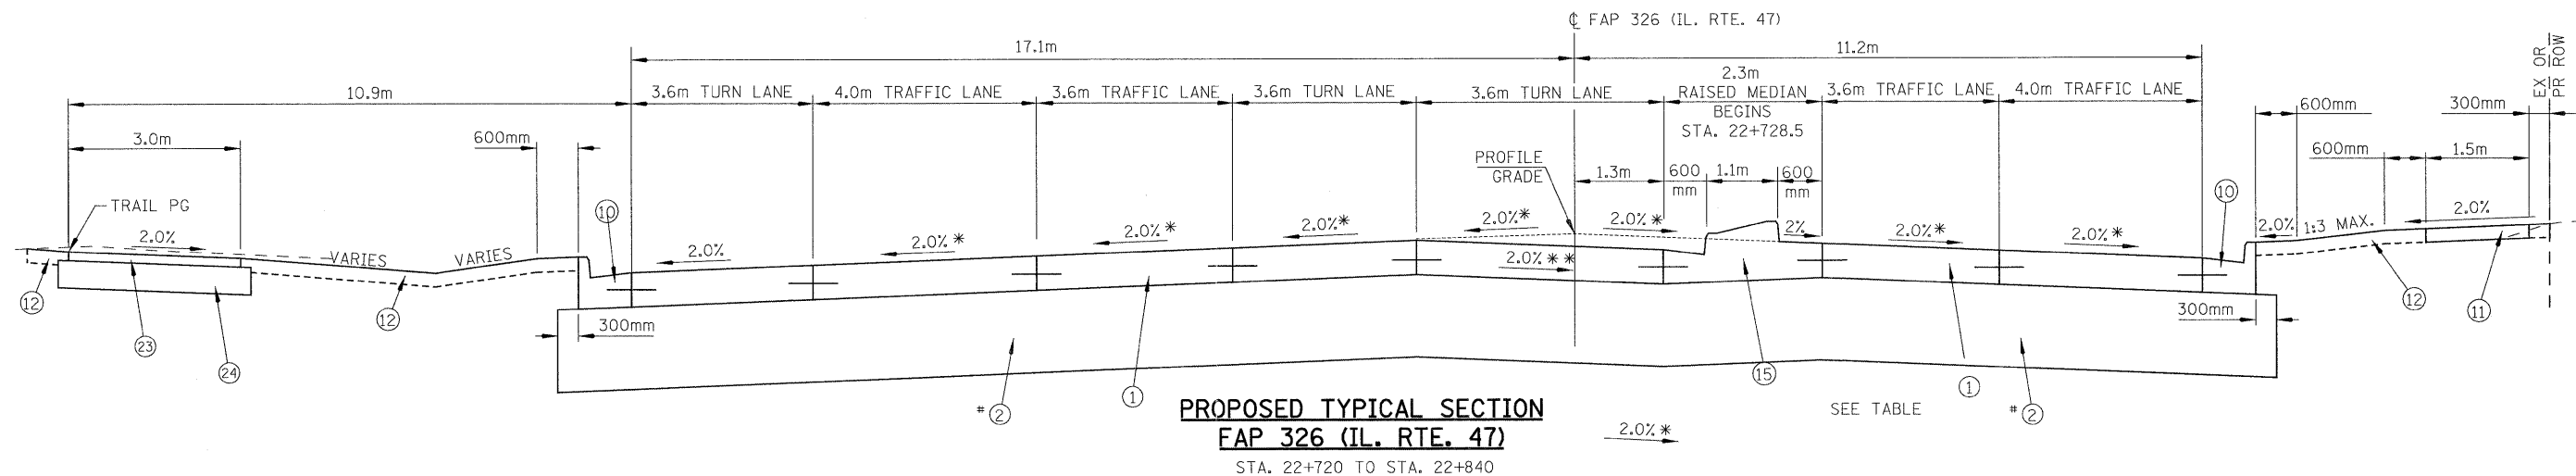 ℄ FAP 326 (IL. RTE. 47)
EX OR
PR ROW
17.1m
11.2m
10.9m
3.6m TURN LANE
4.0m TRAFFIC LANE
3.6m TRAFFIC LANE
3.6m TURN LANE
3.6m TURN LANE
2.3m
RAISED MEDIAN
BEGINS
STA. 22+728.5
3.6m TRAFFIC LANE
4.0m TRAFFIC LANE
600mm
300mm
3.0m
600mm
PROFILE
GRADE
1.3m
600
mm
1.1m
600
mm
600mm
1.5m
TRAIL PG
2.0%
VARIES
VARIES
10
2.0%
2.0%*
2.0%*
2.0%*
2.0%*
2.0%*
2%
2.0%*
2.0%*
10
2.0%
1:3 MAX.
2.0%
2.0%**
12
23
24
12
300mm
300mm
12
11
# 2
1
15
1
# 2
PROPOSED TYPICAL SECTION
FAP 326 (IL. RTE. 47)
STA. 22+720 TO STA. 22+840
2.0%*
SEE TABLE